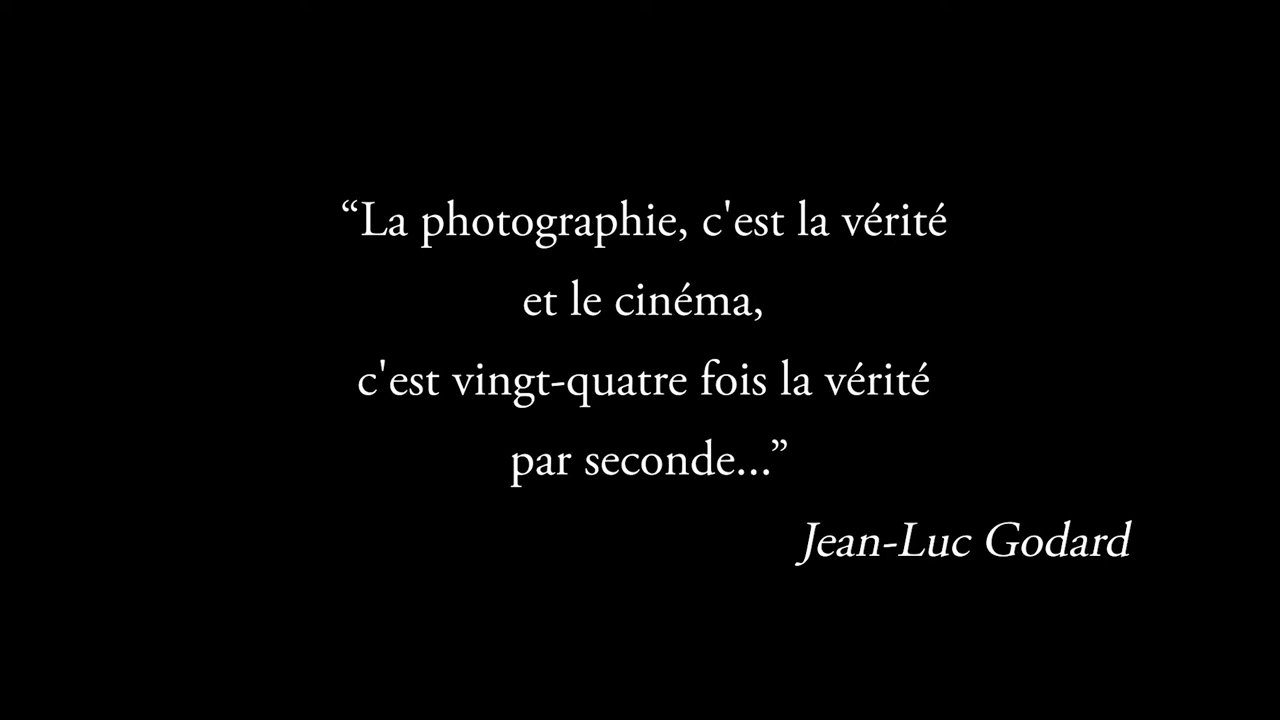 “La photographie, c'est la vérité
et le cinéma,
c'est vingt-quatre fois la vérité
par seconde...”
Jean-Luc Godard